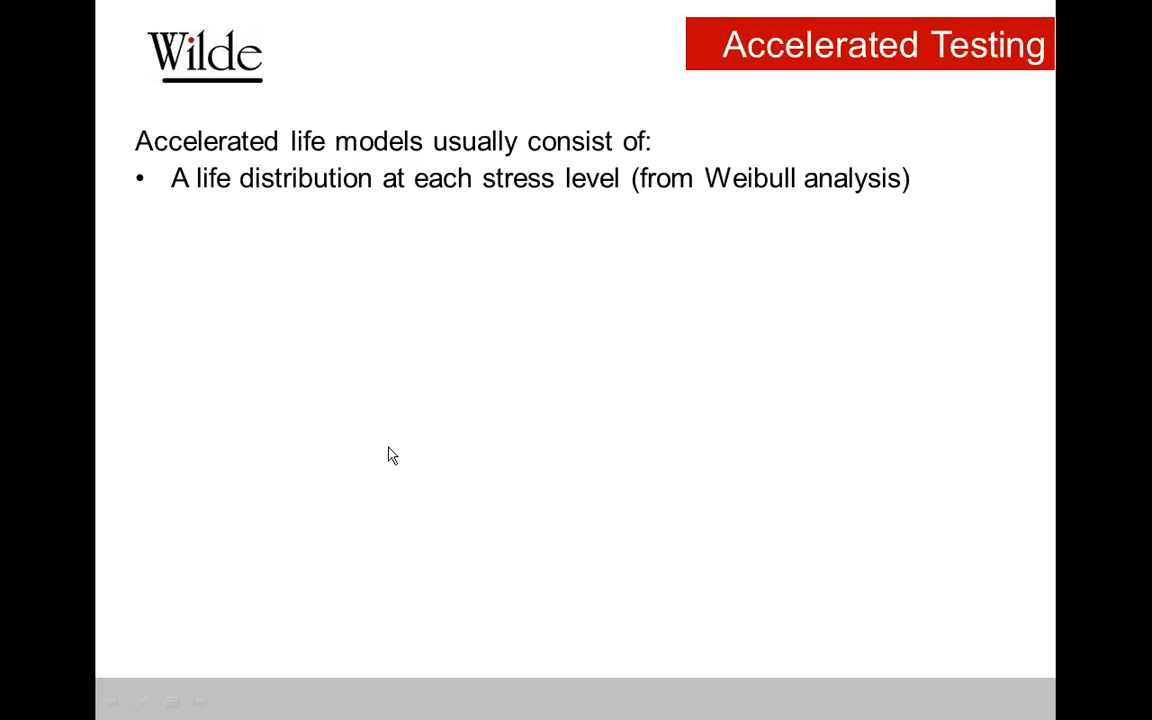 Wilde
Accelerated Testing
Accelerated life models usually consist of:
• A life distribution at each stress level (from Weibull analysis)